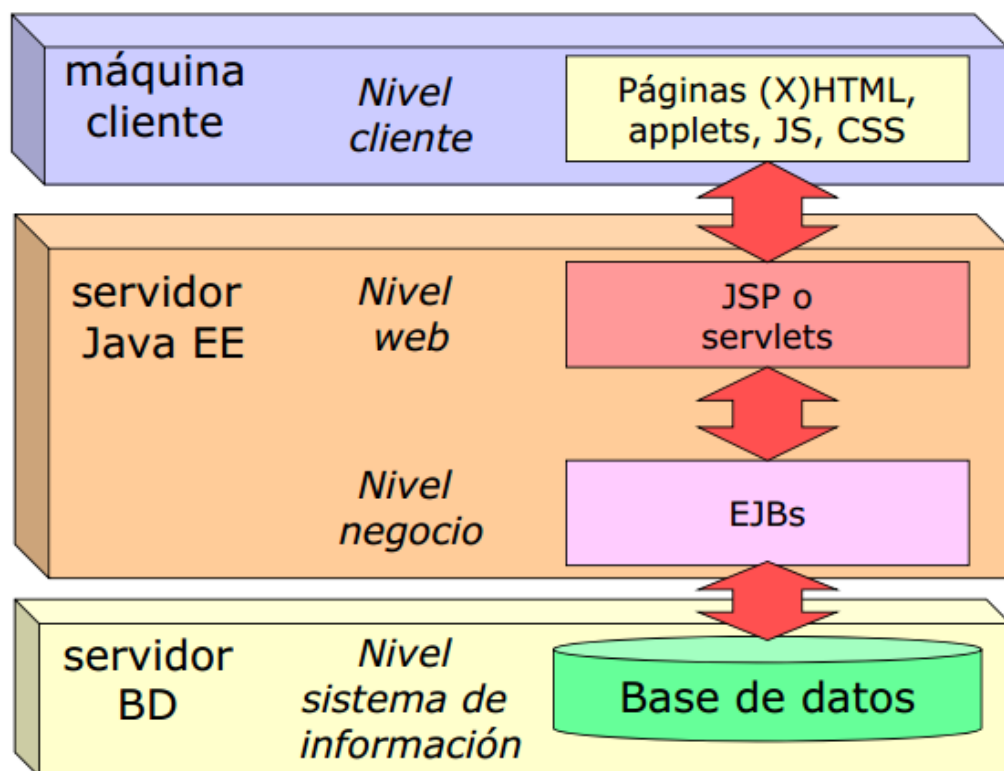 máquina
cliente
Nivel
cliente
Páginas (X)HTML,
applets, JS, CSS
servidor
Java EE
Nivel
web
JSP o
servlets
Nivel
negocio
EJBs
servidor
BD
Nivel
sistema de
información
Base de datos